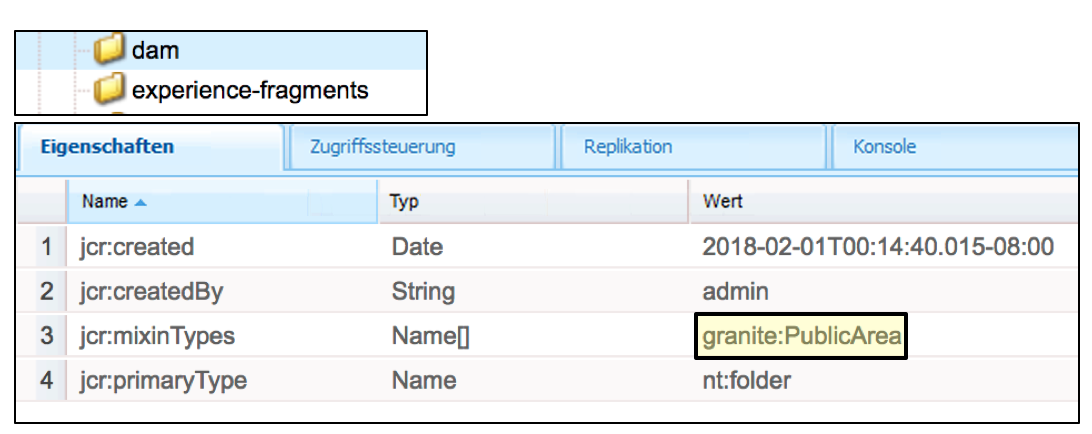 dam
experience-fragments
Eigenschaften Zugriffssteuerung Replikation Konsole
Name Typ Wert
1 jcr:created Date 2018-02-01T00:14:40.015-08:00
2 jcr:createdBy String admin
3 jcr:mixinTypes Name[] granite:PublicArea
4 jcr:primaryType Name nt:folder